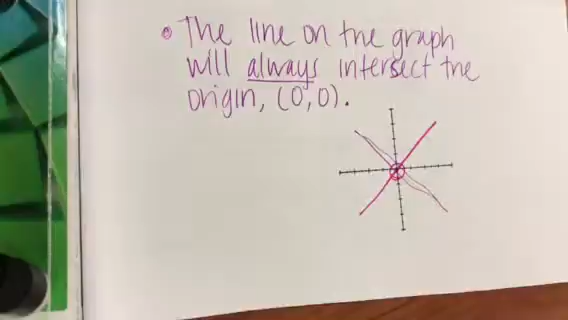 The line on the graph
will always intersect the
origin, (0,0).